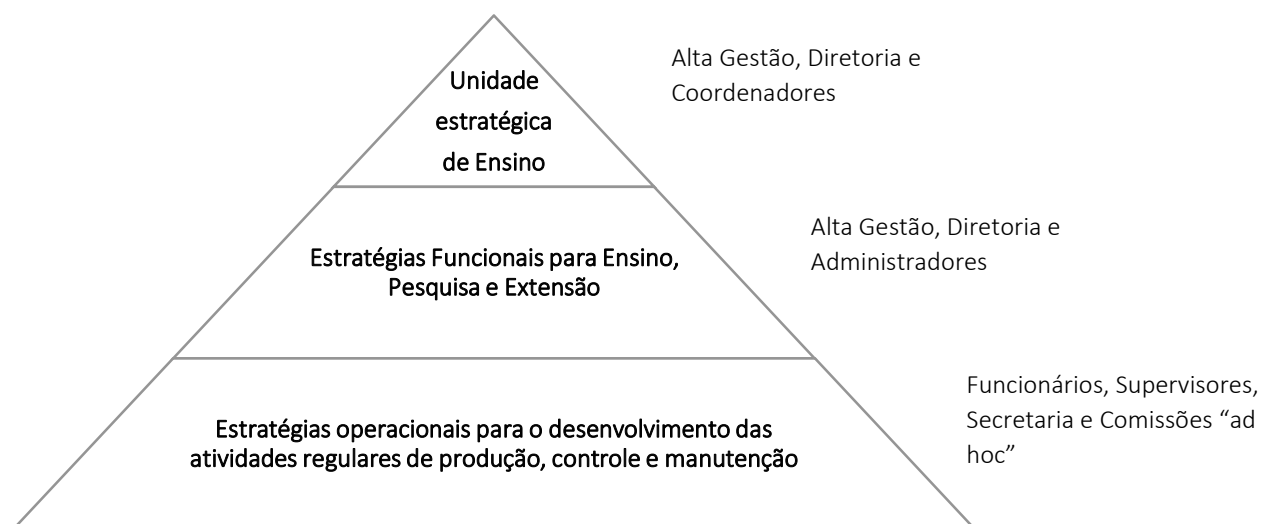 Unidade
estratégica
de Ensino
Alta Gestão, Diretoria e
Coordenadores
Estratégias Funcionais para Ensino,
Pesquisa e Extensão
Alta Gestão, Diretoria e
Administradores
Estratégias operacionais para o desenvolvimento das
atividades regulares de produção, controle e manutenção
Funcionários, Supervisores,
Secretaria e Comissões “ad
hoc”